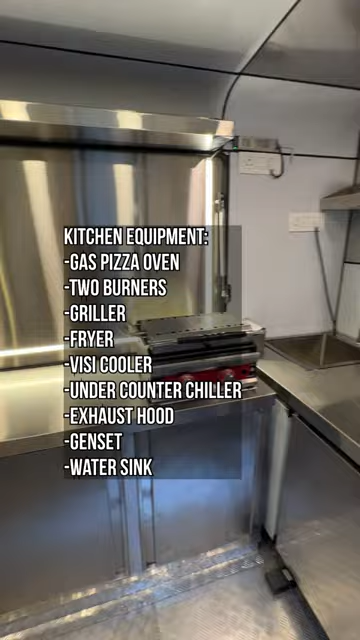 KITCHEN EQUIPMENT:
-GAS PIZZA OVEN
-TWO BURNERS
-GRILLER
-FRYER
-VISI COOLER
-UNDER COUNTER CHILLER
-EXHAUST HOOD
-GENSET
-WATER SINK